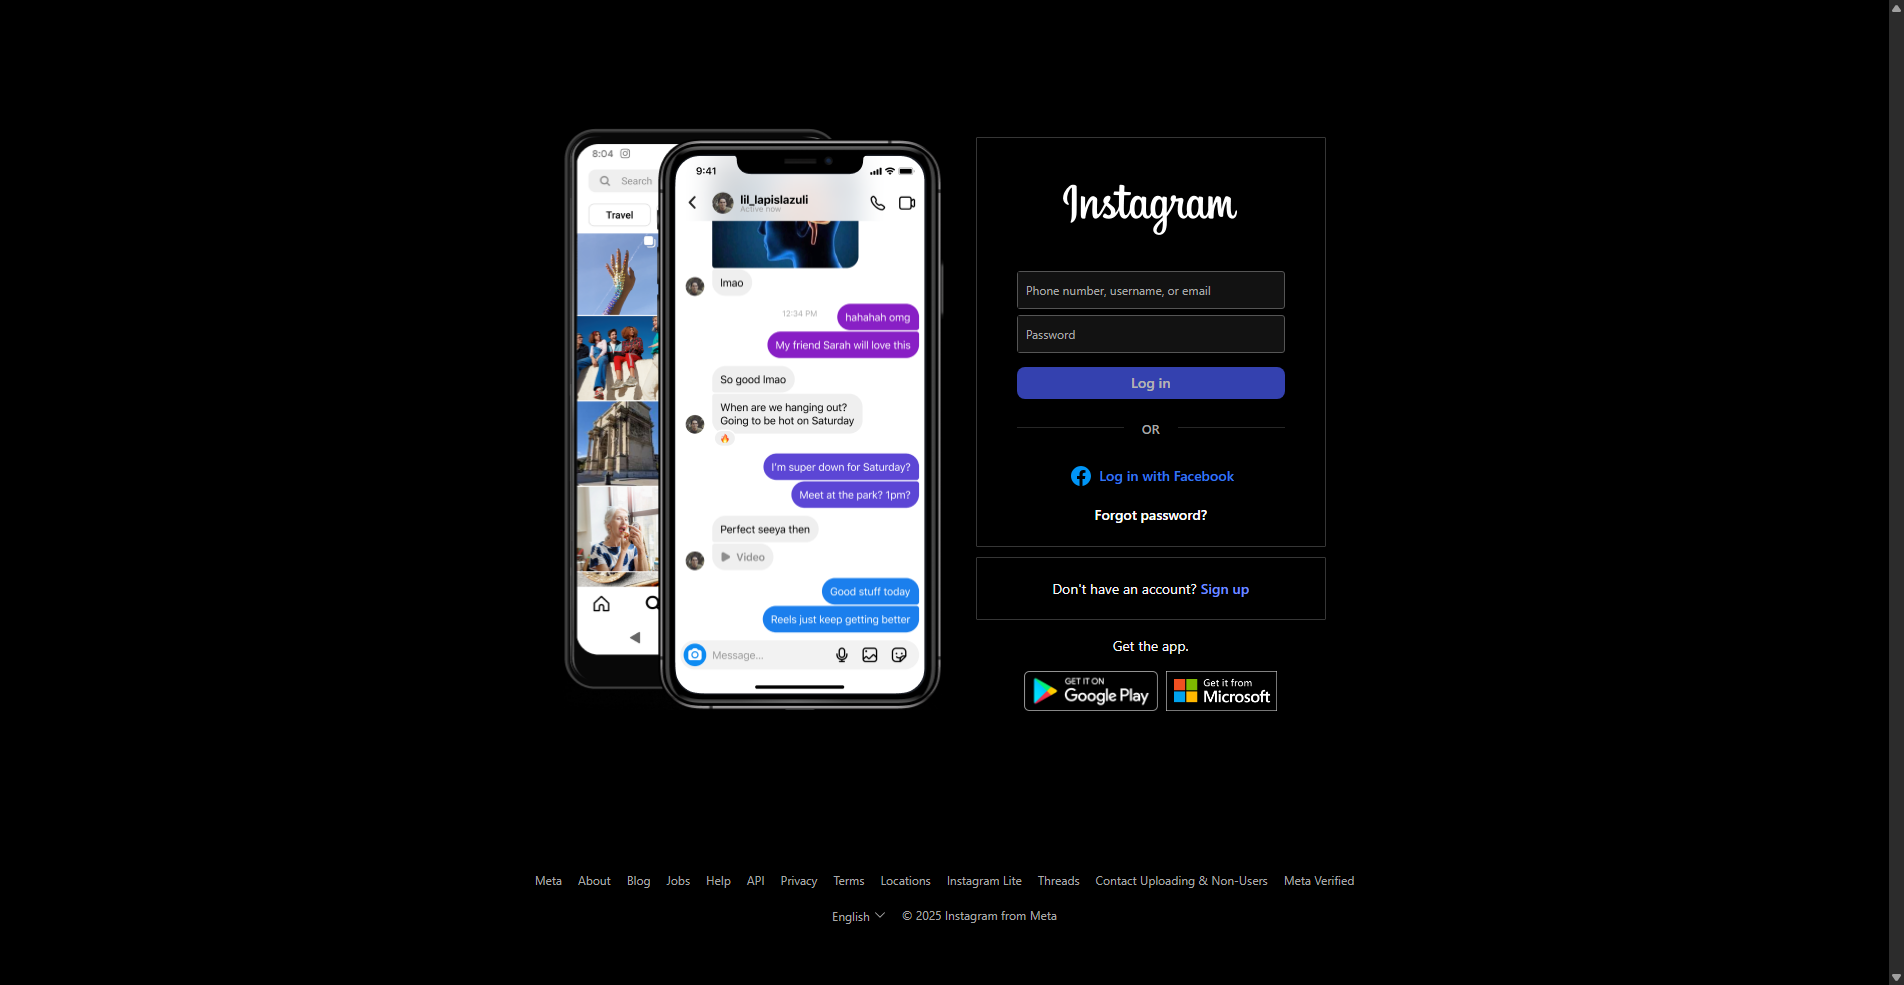 8:04
Search
Travel
9:41
lil_lapislazuli
Active now
lmao
12:34 PM
hahahah omg
My friend Sarah will love this
So good lmao
When are we hanging out?
Going to be hot on Saturday
I'm super down for Saturday?
Meet at the park? 1pm?
Perfect seeya then
Video
Good stuff today
Reels just keep getting better
Message...
Instagram
Phone number, username, or email
Password
Log in
OR
Log in with Facebook
Forgot password?
Don't have an account? Sign up
Get the app.
GET IT ON
Google Play
Get it from
Microsoft
Meta About Blog Jobs Help API Privacy Terms Locations Instagram Lite Threads Contact Uploading & Non-Users Meta Verified
English © 2025 Instagram from Meta